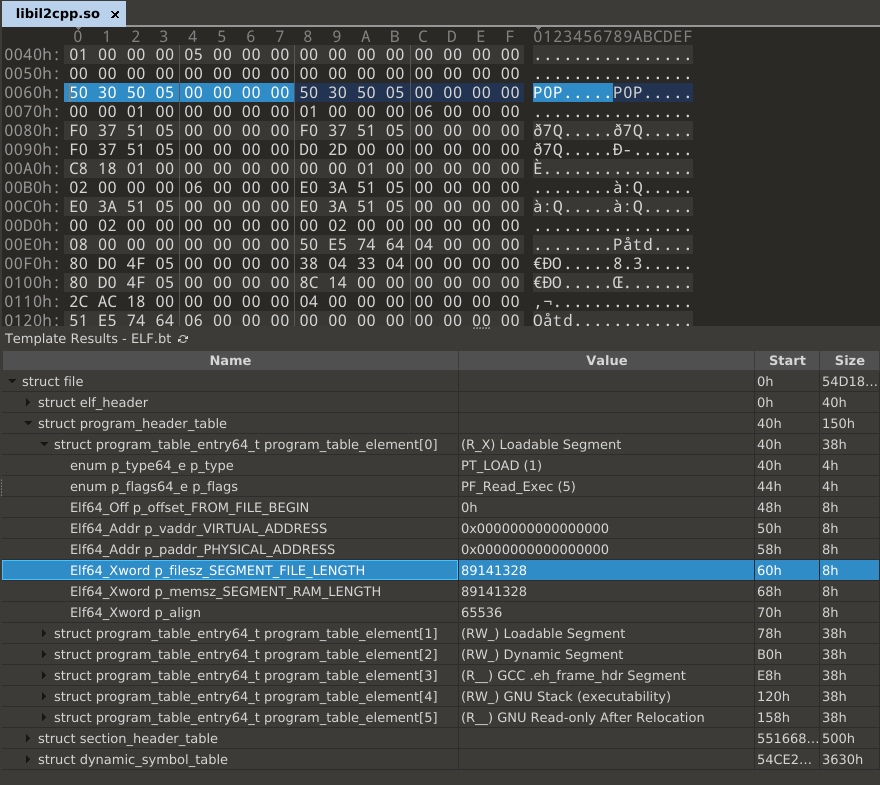 libil2cpp.so ×
0 1 2 3 4 5 6 7 8 9 A B C D E F 0123456789ABCDEF
0040h: 01 00 00 00 05 00 00 00 00 00 00 00 00 00 00 00 ................
0050h: 00 00 00 00 00 00 00 00 00 00 00 00 00 00 00 00 ................
0060h: 50 30 50 05 00 00 00 00 50 30 50 05 00 00 00 00 P0P.....P0P.....
0070h: 00 00 01 00 00 00 00 00 01 00 00 00 06 00 00 00 ................
0080h: F0 37 51 05 00 00 00 00 F0 37 51 05 00 00 00 00 ð7Q.....ð7Q.....
0090h: F0 37 51 05 00 00 00 00 D0 2D 00 00 00 00 00 00 ð7Q.....Ð-......
00A0h: C8 18 01 00 00 00 00 00 00 00 01 00 00 00 00 00 È...............
00B0h: 02 00 00 00 06 00 00 00 E0 3A 51 05 00 00 00 00 ........à:Q.....
00C0h: E0 3A 51 05 00 00 00 00 E0 3A 51 05 00 00 00 00 à:Q.....à:Q.....
00D0h: 00 02 00 00 00 00 00 00 00 02 00 00 00 00 00 00 ................
00E0h: 08 00 00 00 00 00 00 00 50 E5 74 64 04 00 00 00 ........Påtd....
00F0h: 80 D0 4F 05 00 00 00 00 38 04 33 04 00 00 00 00 €ÐO.....8.3.....
0100h: 80 D0 4F 05 00 00 00 00 8C 14 00 00 00 00 00 00 €ÐO.....Œ.......
0110h: 2C AC 18 00 00 00 00 00 04 00 00 00 00 00 00 00 ,¬..............
0120h: 51 E5 74 64 06 00 00 00 00 00 00 00 00 00 00 00 Qåtd............
Template Results - ELF.bt
Name Value Start Size
struct file 0h 54D18...
struct elf_header 0h 40h
struct program_header_table 40h 150h
struct program_table_entry64_t program_table_element[0] (R_X) Loadable Segment 40h 38h
enum p_type64_e p_type PT_LOAD (1) 40h 4h
enum p_flags64_e p_flags PF_Read_Exec (5) 44h 4h
Elf64_Off p_offset_FROM_FILE_BEGIN 0h 48h 8h
Elf64_Addr p_vaddr_VIRTUAL_ADDRESS 0x0000000000000000 50h 8h
Elf64_Addr p_paddr_PHYSICAL_ADDRESS 0x0000000000000000 58h 8h
Elf64_Xword p_filesz_SEGMENT_FILE_LENGTH 89141328 60h 8h
Elf64_Xword p_memsz_SEGMENT_RAM_LENGTH 89141328 68h 8h
Elf64_Xword p_align 65536 70h 8h
struct program_table_entry64_t program_table_element[1] (RW_) Loadable Segment 78h 38h
struct program_table_entry64_t program_table_element[2] (RW_) Dynamic Segment B0h 38h
struct program_table_entry64_t program_table_element[3] (R__) GCC .eh_frame_hdr Segment E8h 38h
struct program_table_entry64_t program_table_element[4] (RW_) GNU Stack (executability) 120h 38h
struct program_table_entry64_t program_table_element[5] (R__) GNU Read-only After Relocation 158h 38h
struct section_header_table 551668... 500h
struct dynamic_symbol_table 54CE2... 3630h